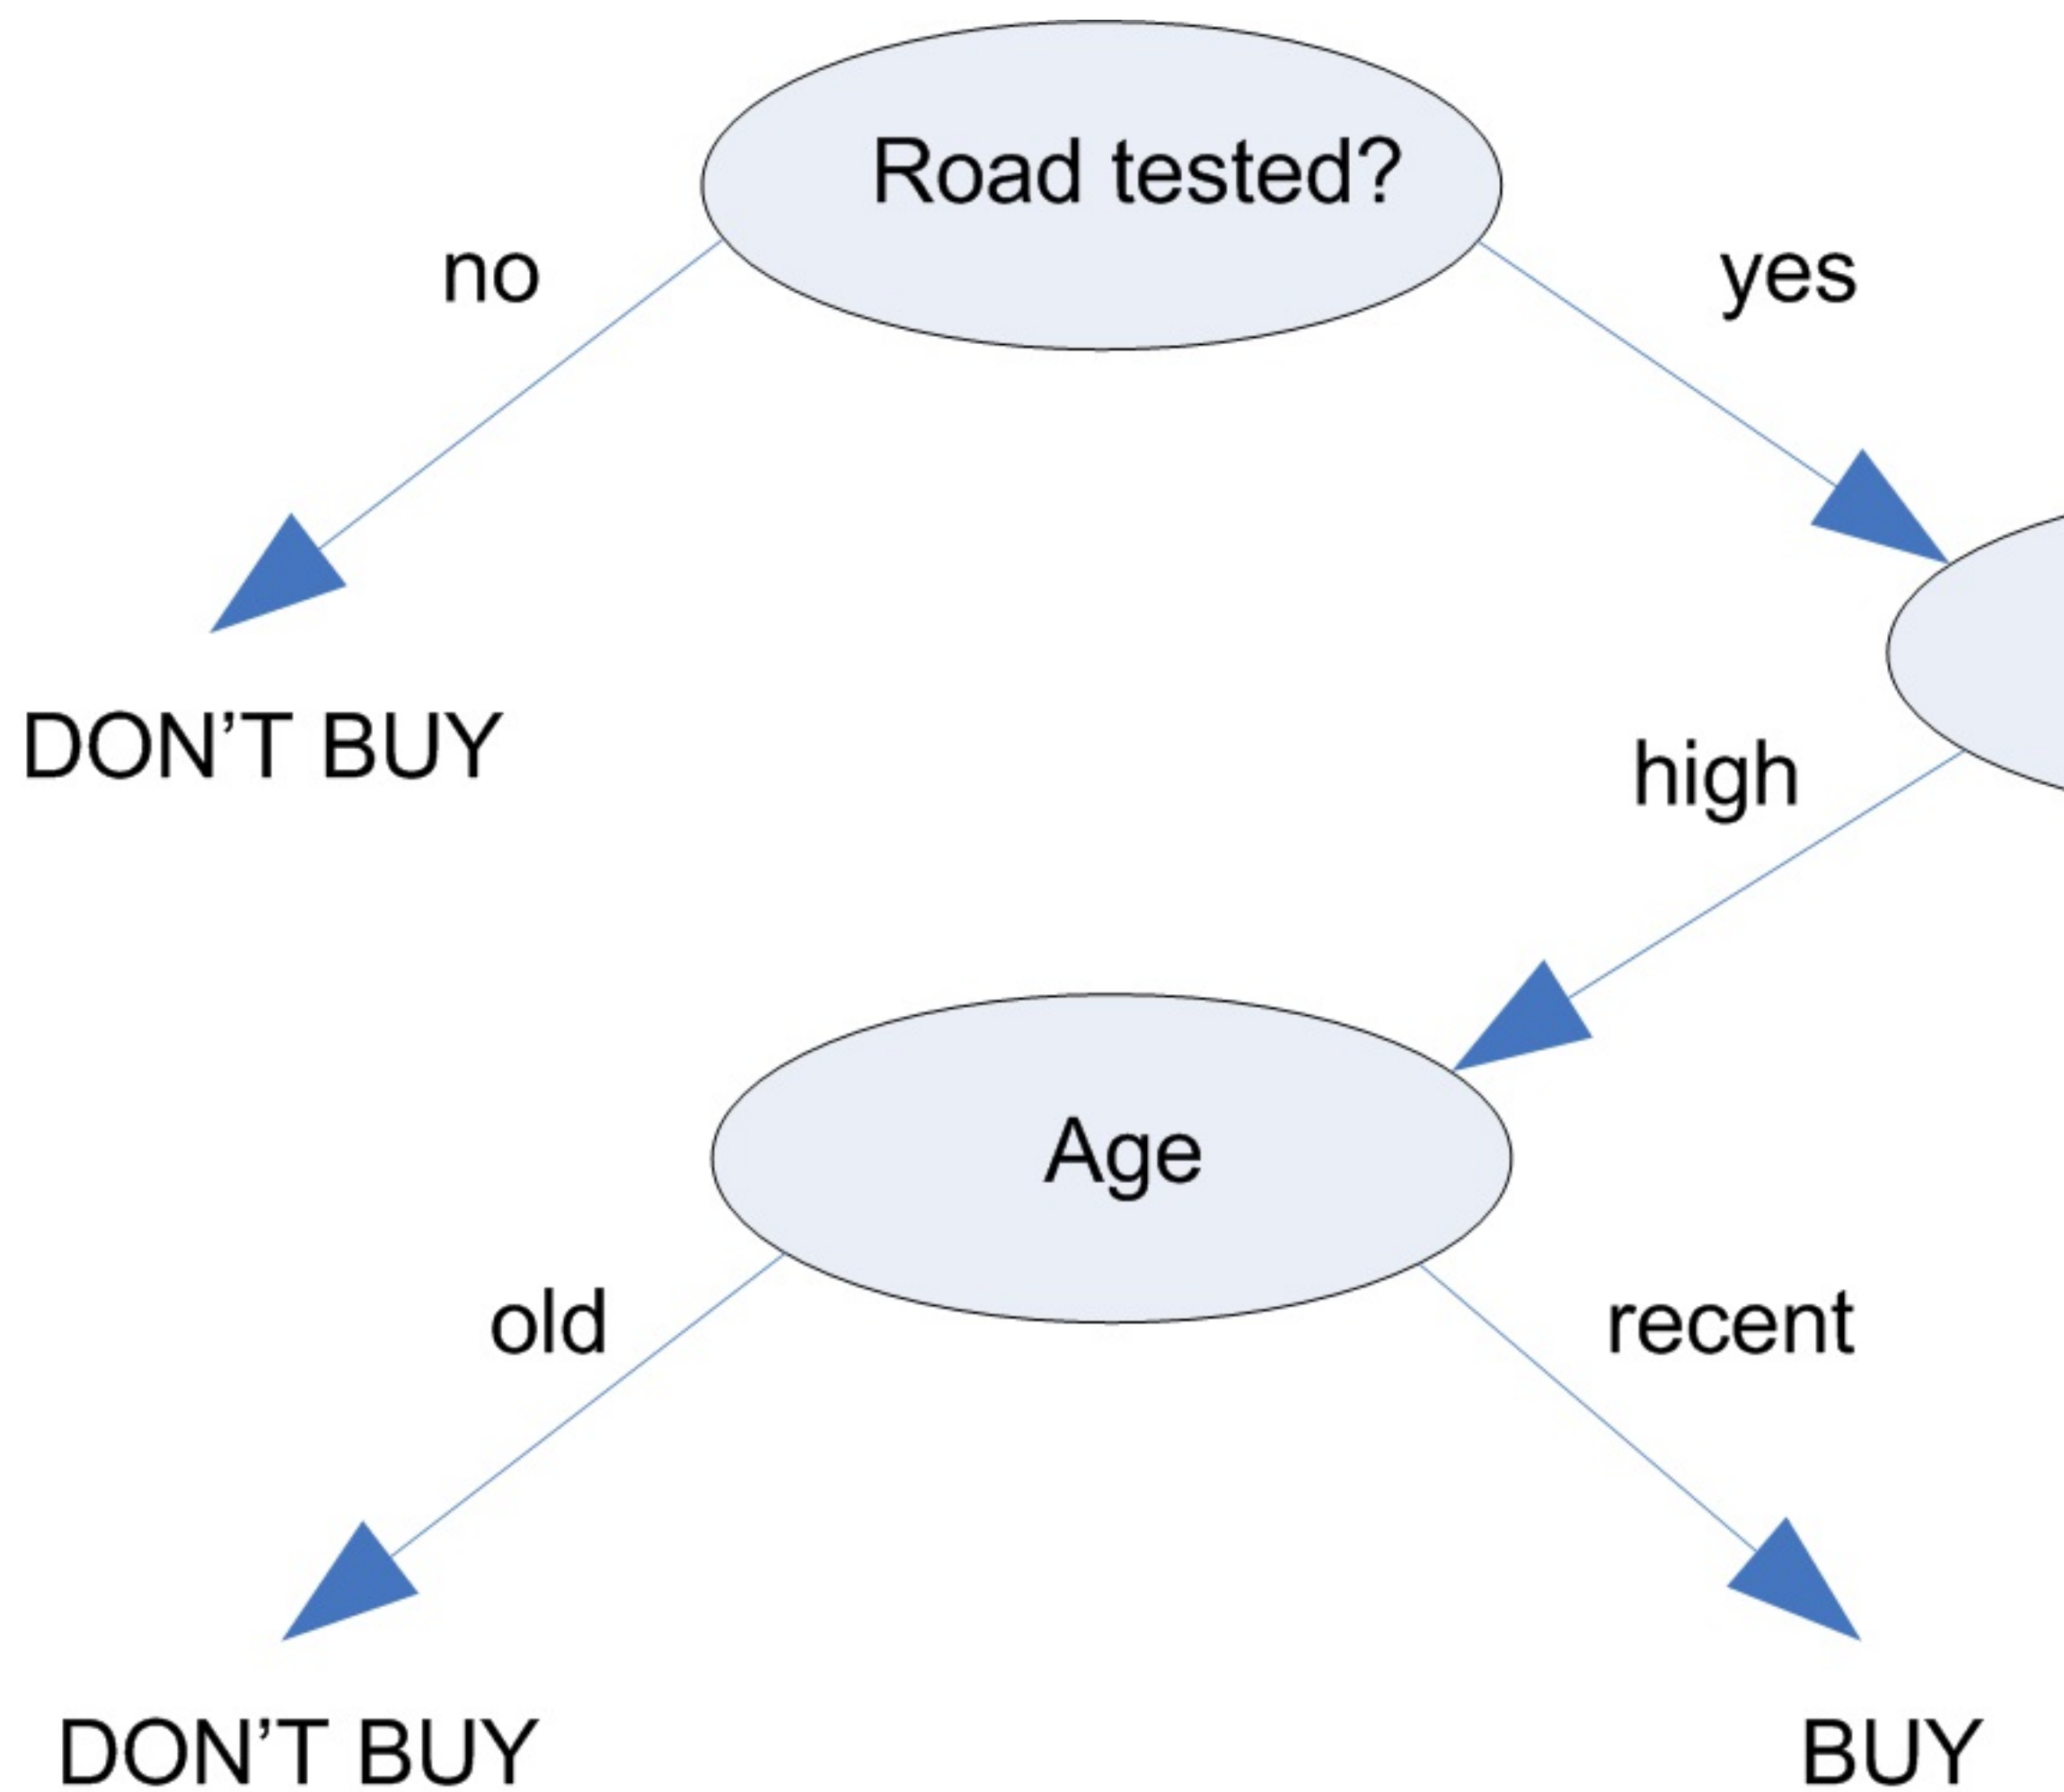 Road tested?
no
yes
DON’T BUY
high
Age
old
recent
DON’T BUY
BUY